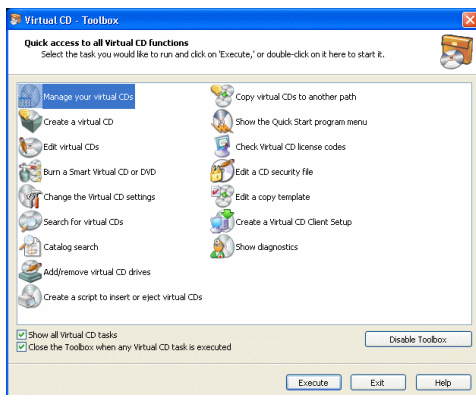 Virtual CD - Toolbox
Quick access to all Virtual CD functions
Select the task you would like to run and click on 'Execute,' or double-click on it here to start it.
Manage your virtual CDs
Create a virtual CD
Edit virtual CDs
Burn a Smart Virtual CD or DVD
Change the Virtual CD settings
Search for virtual CDs
Catalog search
Add/remove virtual CD drives
Create a script to insert or eject virtual CDs
Copy virtual CDs to another path
Show the Quick Start program menu
Check Virtual CD license codes
Edit a CD security file
Edit a copy template
Create a Virtual CD Client Setup
Show diagnostics
Show all Virtual CD tasks
Close the Toolbox when any Virtual CD task is executed
Disable Toolbox
Execute
Exit
Help